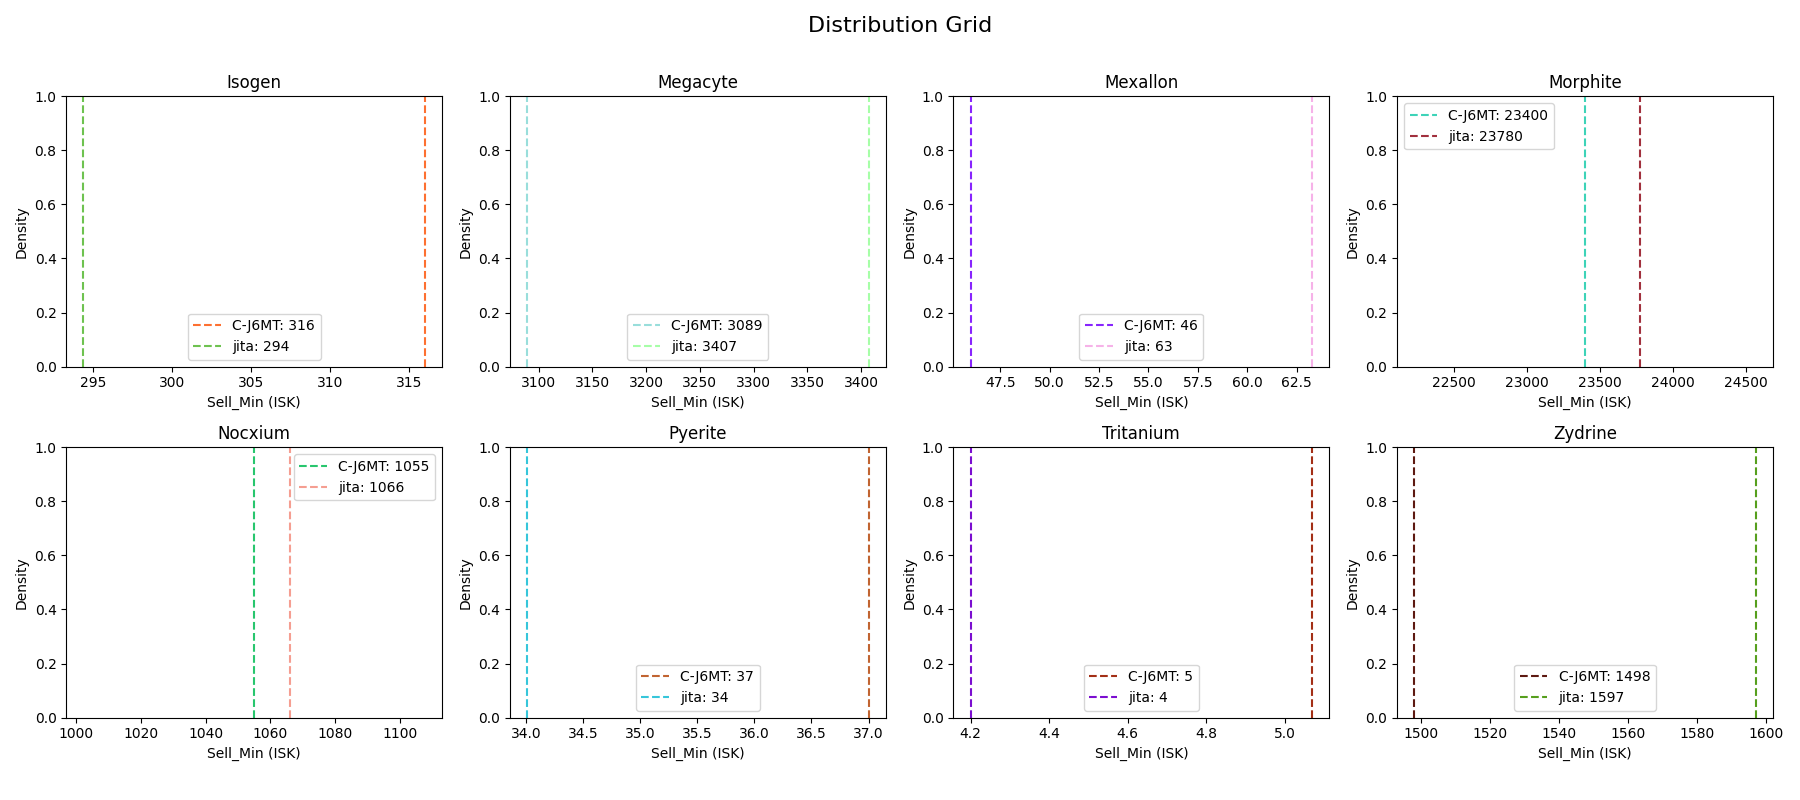 Distribution Grid
Isogen
1.0
0.8
0.6
0.4
0.2
0.0
Density
C-J6MT: 316
jita: 294
295 300 305 310 315
Sell_Min (ISK)
Megacyte
1.0
0.8
0.6
0.4
0.2
0.0
Density
C-J6MT: 3089
jita: 3407
3100 3150 3200 3250 3300 3350 3400
Sell_Min (ISK)
Mexallon
1.0
0.8
0.6
0.4
0.2
0.0
Density
C-J6MT: 46
jita: 63
47.5 50.0 52.5 55.0 57.5 60.0 62.5
Sell_Min (ISK)
Morphite
1.0
0.8
0.6
0.4
0.2
0.0
Density
C-J6MT: 23400
jita: 23780
22500 23000 23500 24000 24500
Sell_Min (ISK)
Nocxium
1.0
0.8
0.6
0.4
0.2
0.0
Density
C-J6MT: 1055
jita: 1066
1000 1020 1040 1060 1080 1100
Sell_Min (ISK)
Pyerite
1.0
0.8
0.6
0.4
0.2
0.0
Density
C-J6MT: 37
jita: 34
34.0 34.5 35.0 35.5 36.0 36.5 37.0
Sell_Min (ISK)
Tritanium
1.0
0.8
0.6
0.4
0.2
0.0
Density
C-J6MT: 5
jita: 4
4.2 4.4 4.6 4.8 5.0
Sell_Min (ISK)
Zydrine
1.0
0.8
0.6
0.4
0.2
0.0
Density
C-J6MT: 1498
jita: 1597
1500 1520 1540 1560 1580 1600
Sell_Min (ISK)